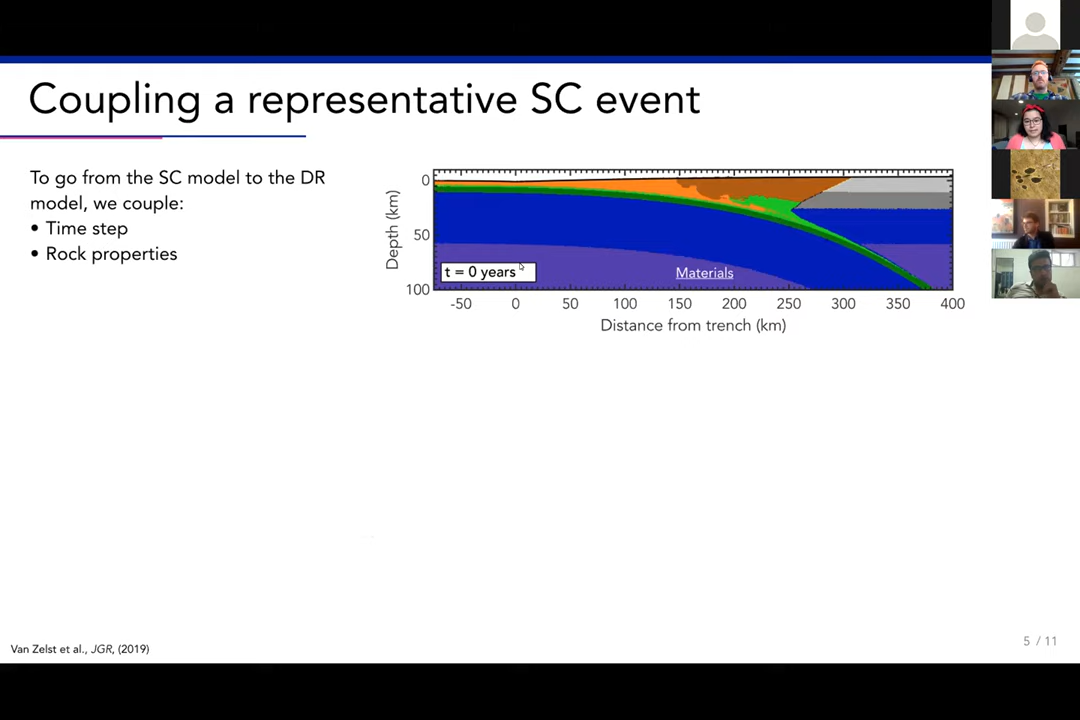 Coupling a representative SC event
To go from the SC model to the DR
model, we couple:
• Time step
• Rock properties
Depth (km)
0
50
100
t = 0 years
Materials
-50 0 50 100 150 200 250 300 350 400
Distance from trench (km)
Van Zelst et al., JGR, (2019)
5 / 11